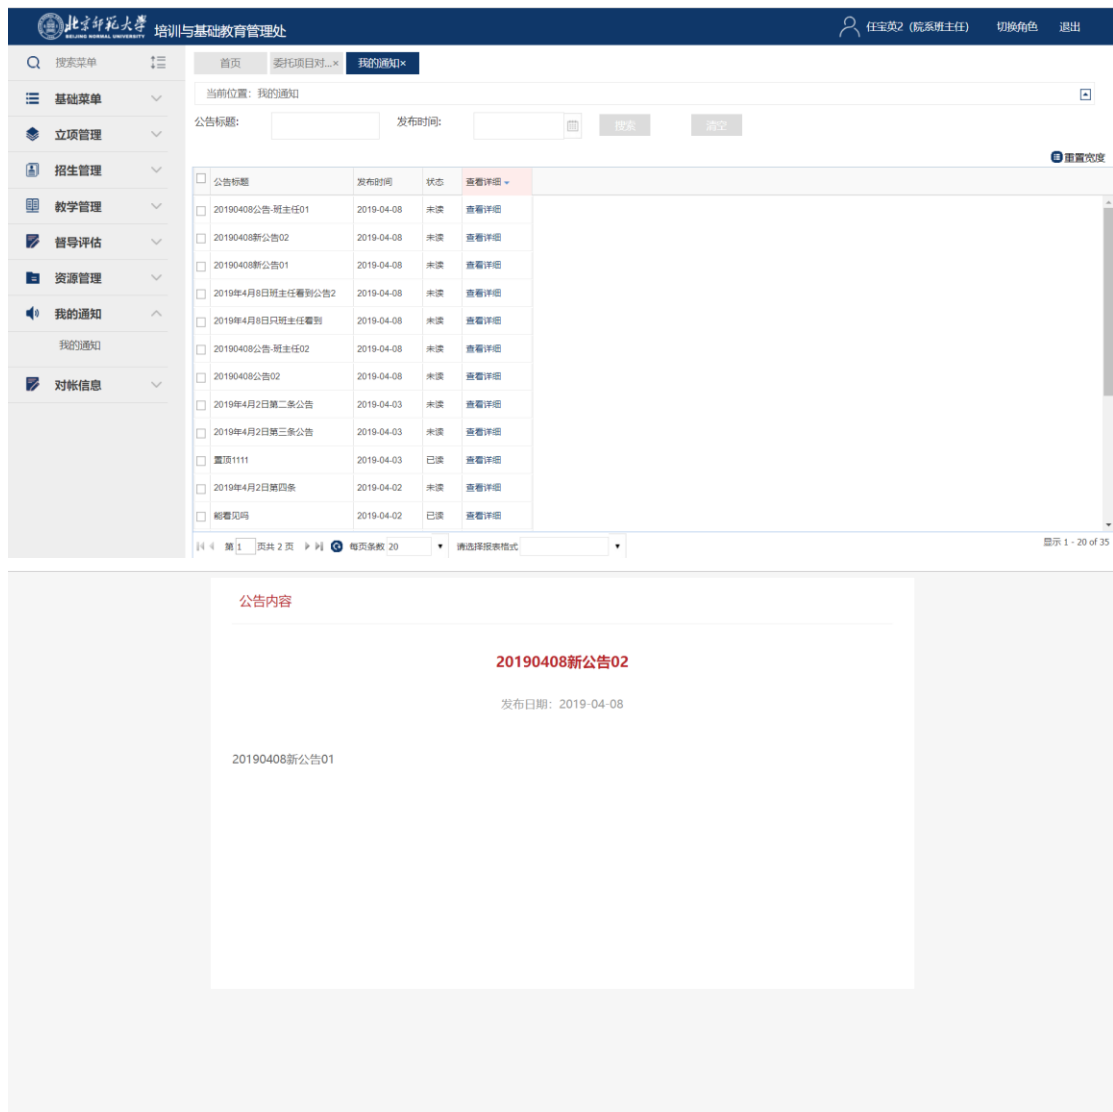 北京师范大学 培训与基础教育管理处 任宝英2 (院系班主任) 切换角色 退出
BEIJING NORMAL UNIVERSITY
搜索菜单
基础菜单
立项管理
招生管理
教学管理
督导评估
资源管理
我的通知
我的通知
对帐信息
首页 委托项目对...× 我的通知×
当前位置：我的通知
公告标题: 发布时间: 搜索 清空
重置宽度
公告标题 发布时间 状态 查看详细
20190408公告-班主任01 2019-04-08 未读 查看详细
20190408新公告02 2019-04-08 未读 查看详细
20190408新公告01 2019-04-08 未读 查看详细
2019年4月8日班主任看到公告2 2019-04-08 未读 查看详细
2019年4月8日只班主任看到 2019-04-08 未读 查看详细
20190408公告-班主任02 2019-04-08 未读 查看详细
20190408公告02 2019-04-08 未读 查看详细
2019年4月2日第二条公告 2019-04-03 未读 查看详细
2019年4月2日第三条公告 2019-04-03 未读 查看详细
置顶1111 2019-04-03 已读 查看详细
2019年4月2日第四条 2019-04-02 未读 查看详细
能看见吗 2019-04-02 已读 查看详细
第 1 页共 2 页 每页条数 20 请选择报表格式 显示 1 - 20 of 35
公告内容
20190408新公告02
发布日期：2019-04-08
20190408新公告01